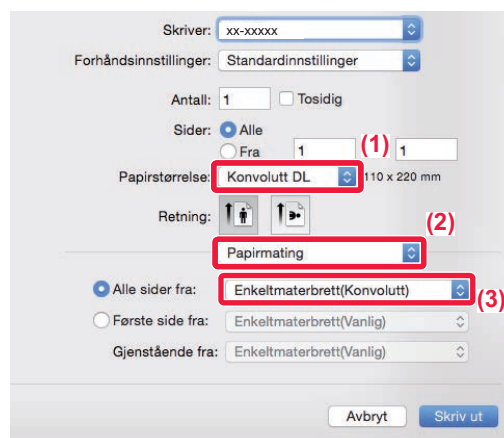 Skriver: xx-xxxxx
Forhåndsinnstillinger: Standardinnstillinger
Antall: 1 Tosidig
Sider: Alle
Fra 1 1
(1)
Papirstørrelse: Konvolutt DL 110 x 220 mm
Retning:
(2)
Papirmating
Alle sider fra: Enkeltmaterbrett(Konvolutt)
(3)
Første side fra: Enkeltmaterbrett(Vanlig)
Gjenstående fra: Enkeltmaterbrett(Vanlig)
Avbryt Skriv ut